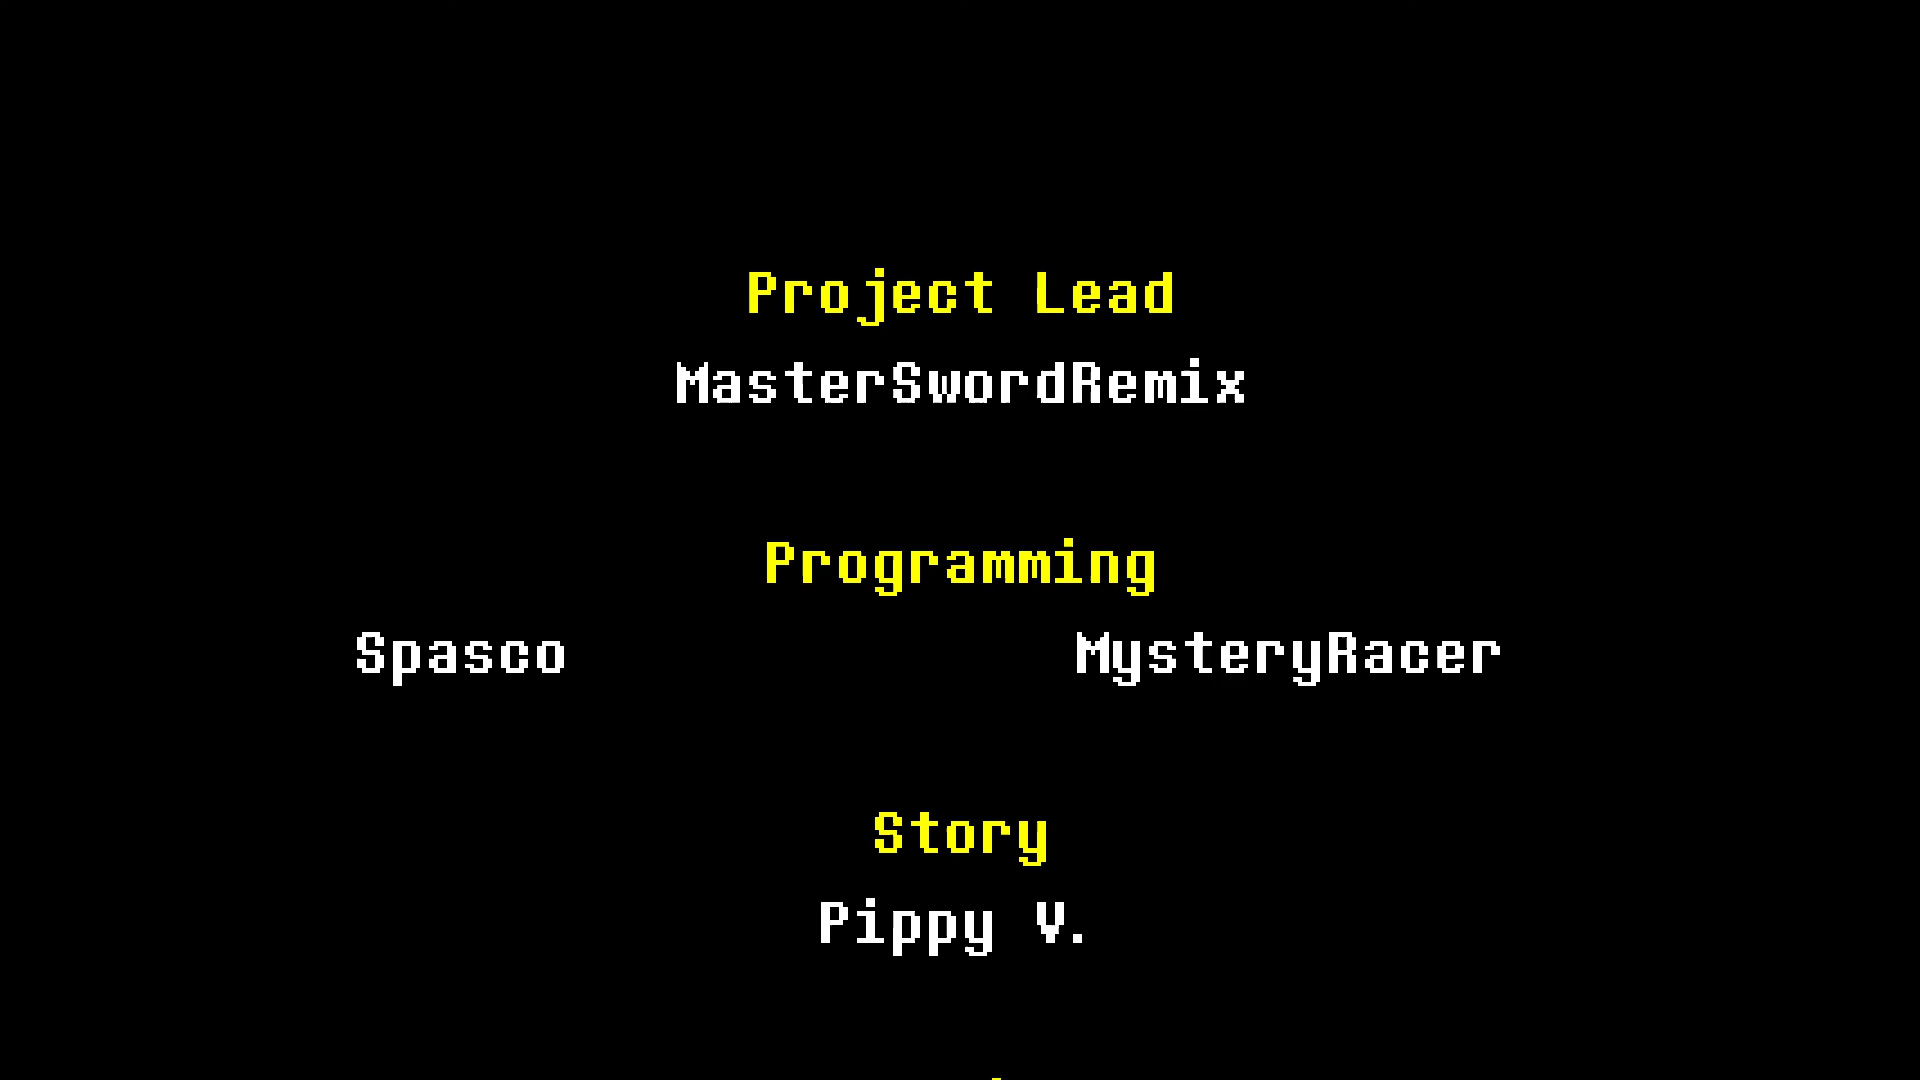 Project Lead
MasterSwordRemix
Programming
Spasco MysteryRacer
Story
Pippy V.